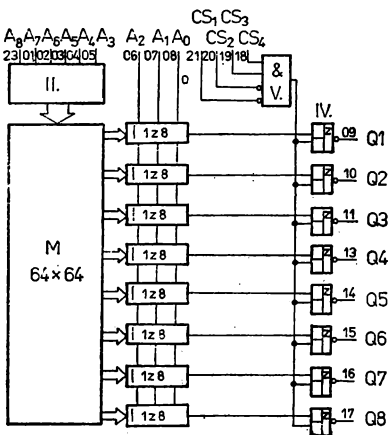 CS₁ CS₃
A₈ A₇ A₆ A₅ A₄ A₃ A₂ A₁ A₀ CS₂ CS₄
23 01 02 03 04 05 06 07 08 21 20 19 18
0
II.
&
V.
IV.
1z8 09 Q1
1z8 10 Q2
1z8 11 Q3
M
64×64
1z8 13 Q4
1z8 14 Q5
1z8 15 Q6
1z8 16 Q7
1z8 17 Q8